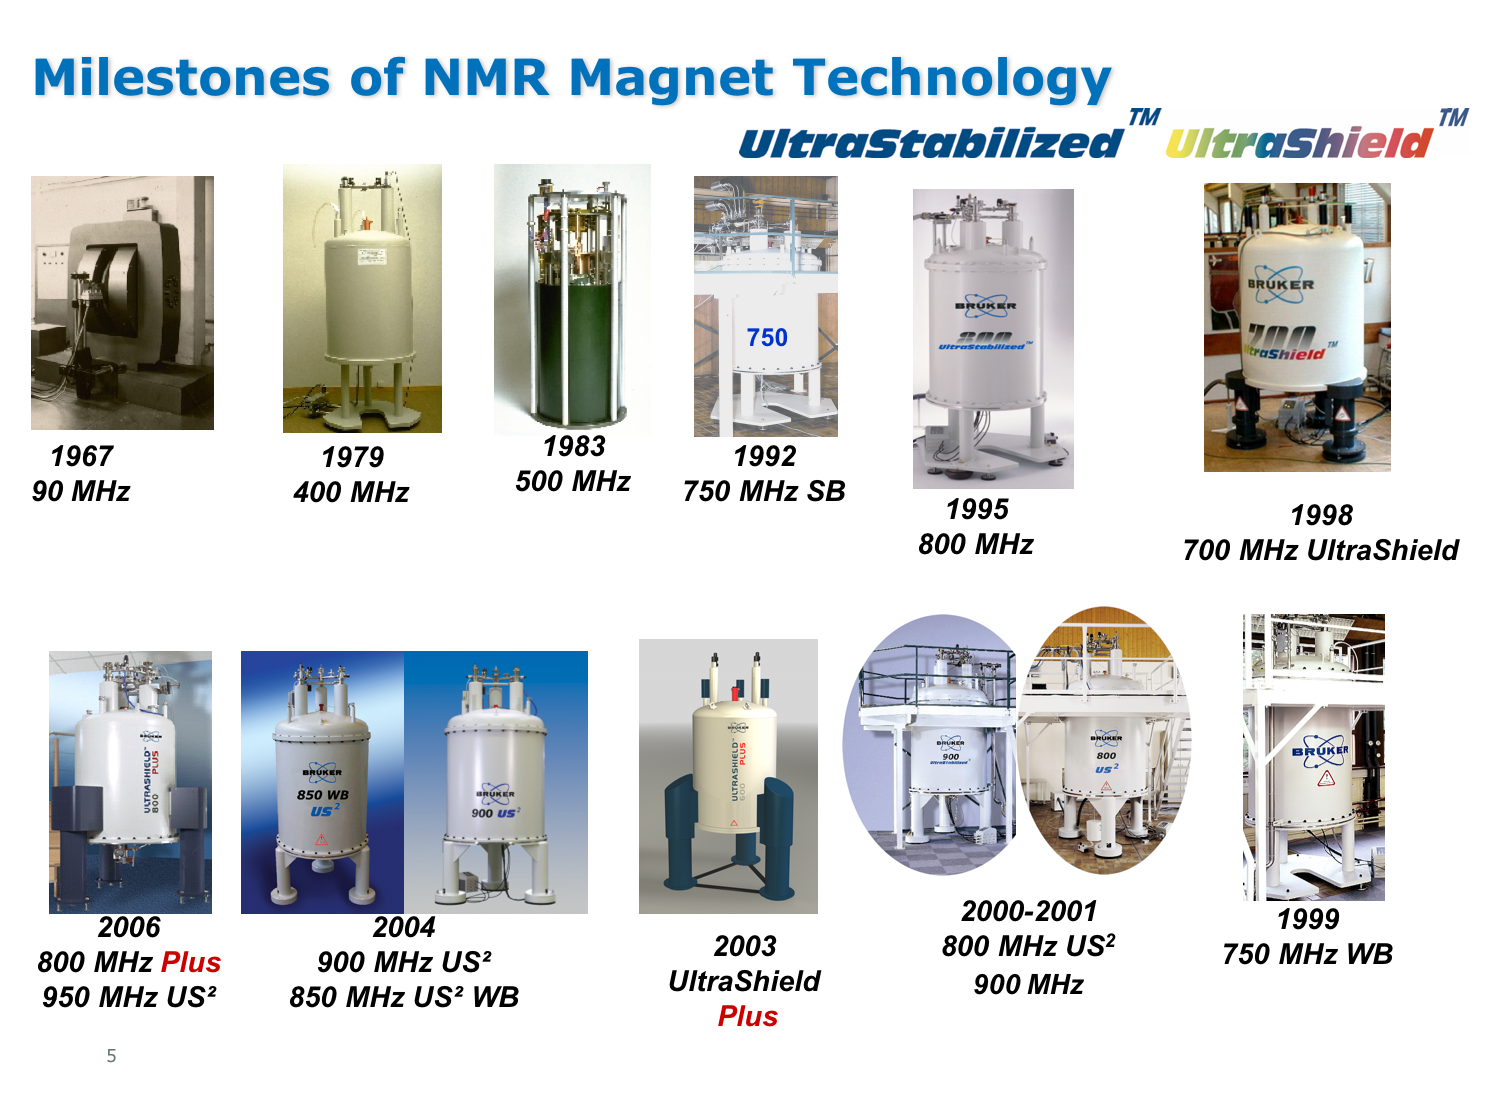 Milestones of NMR Magnet Technology
UltraStabilized™ UltraShield™
750
BRUKER
800
UltraStabilized™
BRUKER
700
UltraShield™
1967
90 MHz
1979
400 MHz
1983
500 MHz
1992
750 MHz SB
1995
800 MHz
1998
700 MHz UltraShield
BRUKER
ULTRASHIELD™
PLUS
800
BRUKER
850 WB
US²
BRUKER
900 US²
BRUKER
ULTRASHIELD™
PLUS
600
BRUKER
900
UltraStabilized
BRUKER
800
US²
BRUKER
2006
800 MHz Plus
950 MHz US²
2004
900 MHz US²
850 MHz US² WB
2003
UltraShield
Plus
2000-2001
800 MHz US²
900 MHz
1999
750 MHz WB
5